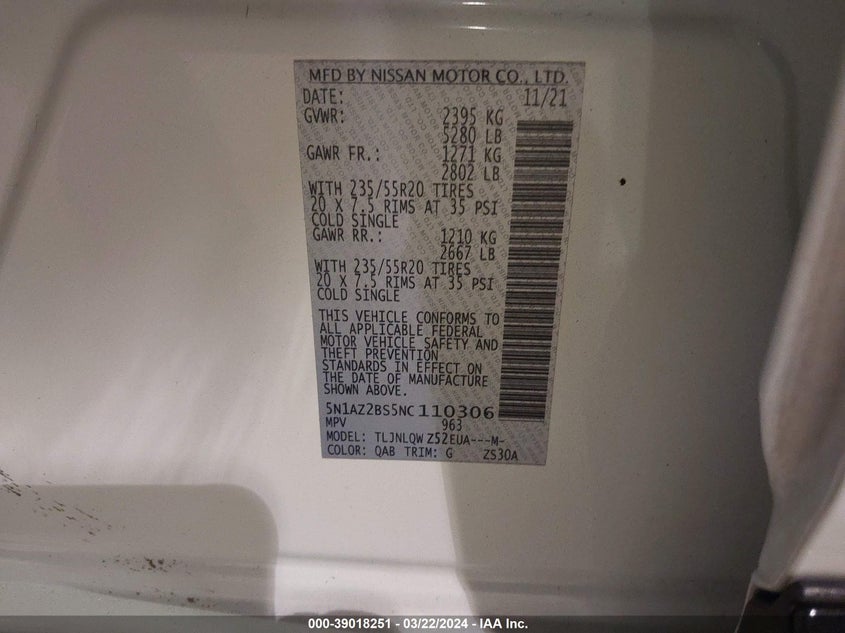 MFD BY NISSAN MOTOR CO., LTD.
DATE: 11/21
GVWR: 2395 KG
5280 LB
GAWR FR.: 1271 KG
2802 LB
WITH 235/55R20 TIRES
20 X 7.5 RIMS AT 35 PSI
COLD SINGLE
GAWR RR.: 1210 KG
2667 LB
WITH 235/55R20 TIRES
20 X 7.5 RIMS AT 35 PSI
COLD SINGLE
THIS VEHICLE CONFORMS TO
ALL APPLICABLE FEDERAL
MOTOR VEHICLE SAFETY AND
THEFT PREVENTION
STANDARDS IN EFFECT ON
THE DATE OF MANUFACTURE
SHOWN ABOVE.
5N1AZ2BS5NC110306
MPV 963
MODEL: TLJNLQW Z52EUA---M-
COLOR: QAB TRIM: G ZS30A
000-39018251 - 03/22/2024 - IAA Inc.